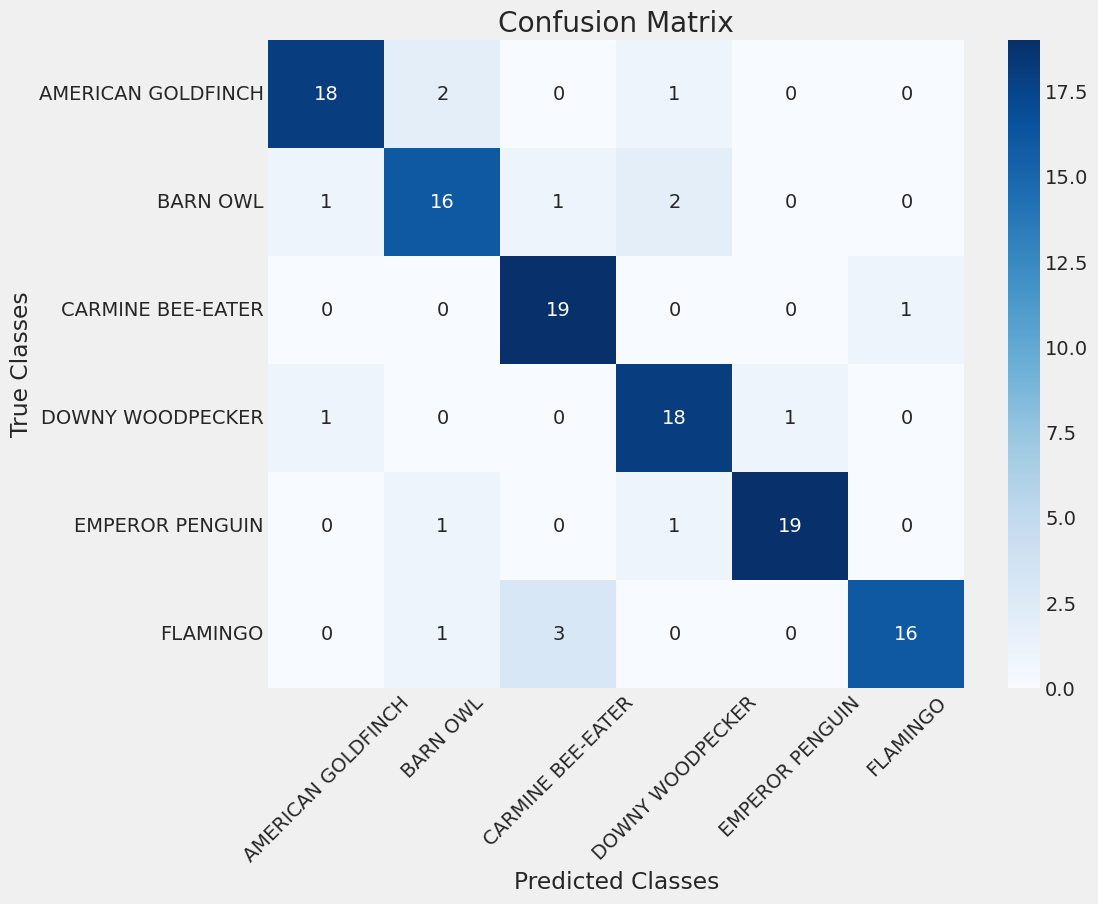 Confusion Matrix
AMERICAN GOLDFINCH 18 2 0 1 0 0
BARN OWL 1 16 1 2 0 0
CARMINE BEE-EATER 0 0 19 0 0 1
DOWNY WOODPECKER 1 0 0 18 1 0
EMPEROR PENGUIN 0 1 0 1 19 0
FLAMINGO 0 1 3 0 0 16
True Classes
AMERICAN GOLDFINCH
BARN OWL
CARMINE BEE-EATER
DOWNY WOODPECKER
EMPEROR PENGUIN
FLAMINGO
Predicted Classes
17.5
15.0
12.5
10.0
7.5
5.0
2.5
0.0